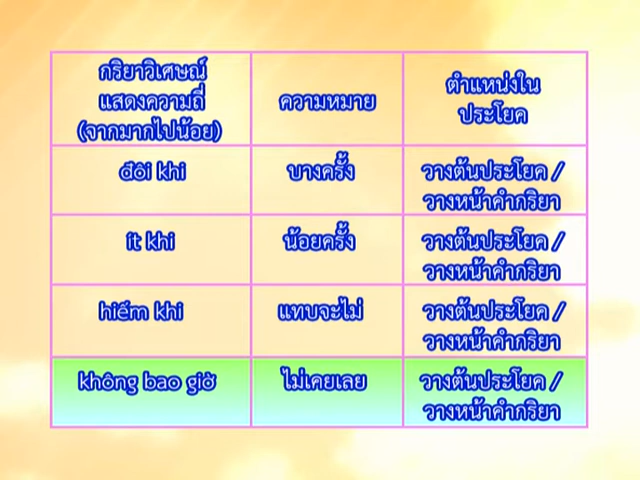 กริยาวิเศษณ์
แสดงความถี่
(จากมากไปน้อย)
ความหมาย
ตำแหน่งใน
ประโยค
đôi khi
บางครั้ง
วางต้นประโยค /
วางหน้าคำกริยา
ít khi
น้อยครั้ง
วางต้นประโยค /
วางหน้าคำกริยา
hiếm khi
แทบจะไม่
วางต้นประโยค /
วางหน้าคำกริยา
không bao giờ
ไม่เคยเลย
วางต้นประโยค /
วางหน้าคำกริยา